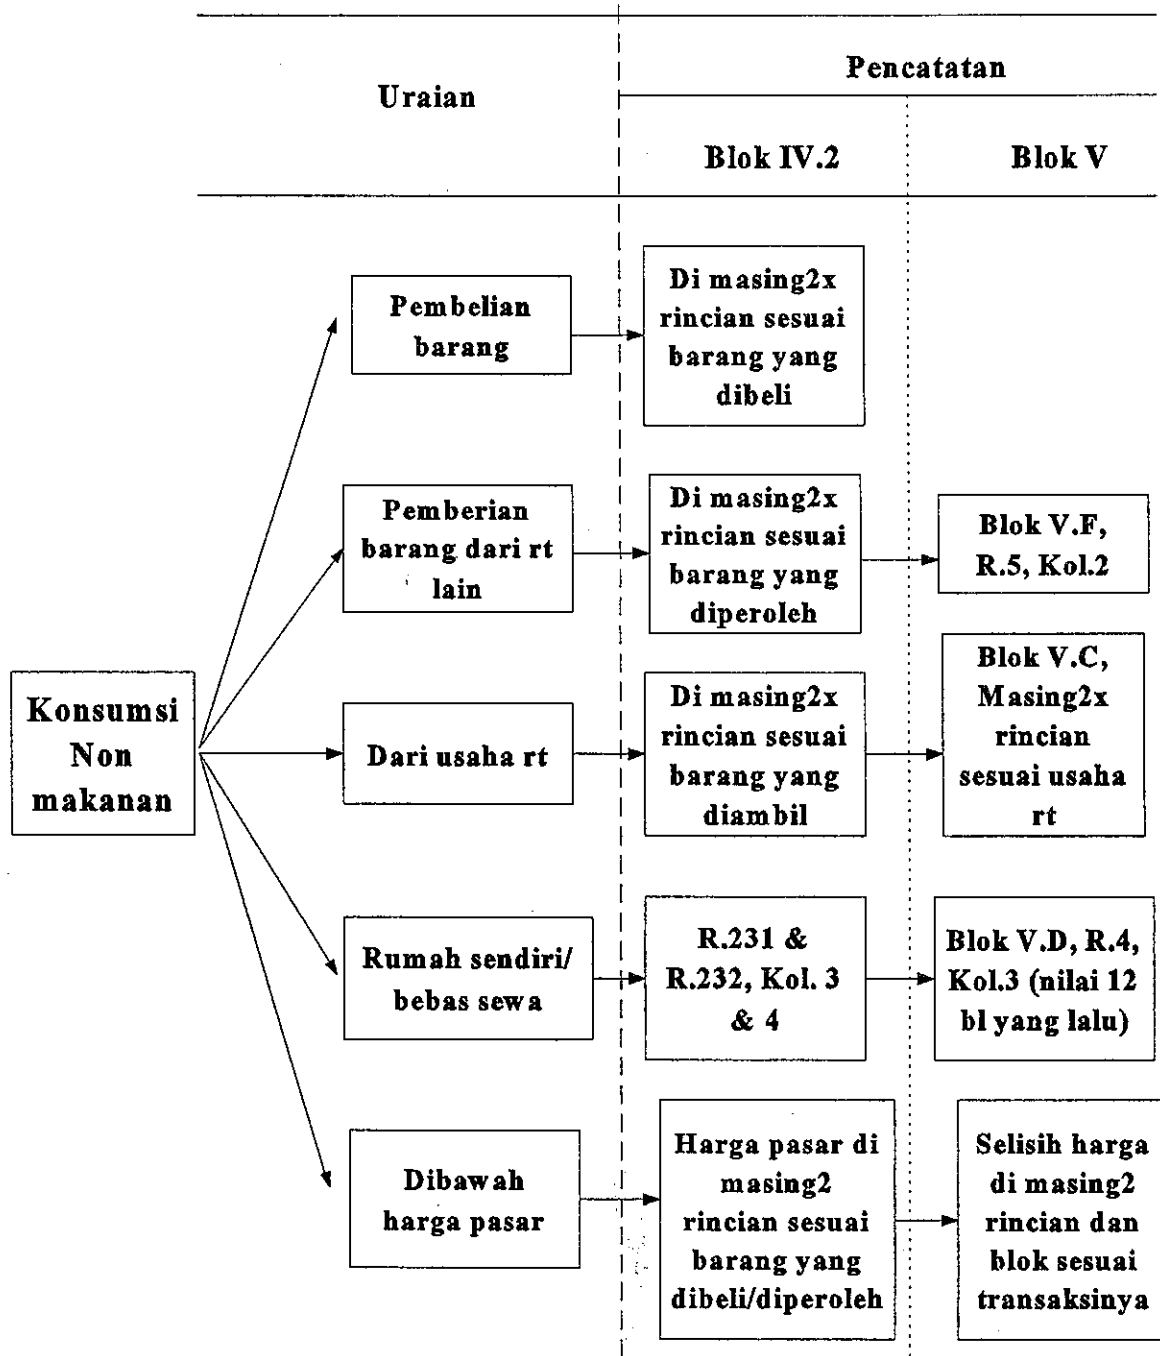 Uraian
Pencatatan
Blok IV.2
Blok V
Konsumsi
Non
makanan
Pembelian
barang
Di masing2x
rincian sesuai
barang yang
dibeli
Pemberian
barang dari rt
lain
Di masing2x
rincian sesuai
barang yang
diperoleh
Blok V.F,
R.5, Kol.2
Dari usaha rt
Di masing2x
rincian sesuai
barang yang
diambil
Blok V.C,
Masing2x
rincian
sesuai usaha
rt
Rumah sendiri/
bebas sewa
R.231 &
R.232, Kol. 3
& 4
Blok V.D, R.4,
Kol.3 (nilai 12
bl yang lalu)
Dibawah
harga pasar
Harga pasar di
masing2
rincian sesuai
barang yang
dibeli/diperoleh
Selisih harga
di masing2
rincian dan
blok sesuai
transaksinya